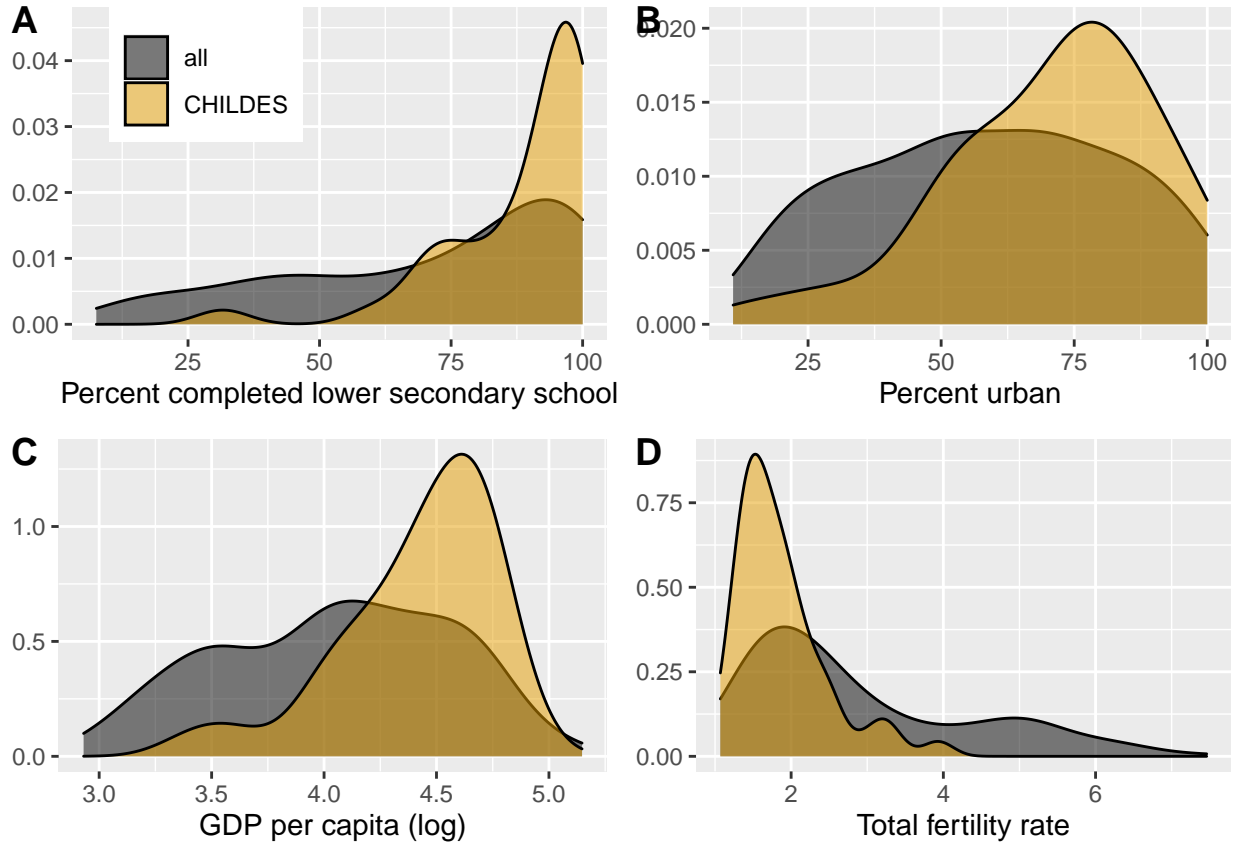 A
all
CHILDES
0.04
0.03
0.02
0.01
0.00
25 50 75 100
Percent completed lower secondary school
B
0.020
0.015
0.010
0.005
0.000
25 50 75 100
Percent urban
C
1.0
0.5
0.0
3.0 3.5 4.0 4.5 5.0
GDP per capita (log)
D
0.75
0.50
0.25
0.00
2 4 6
Total fertility rate